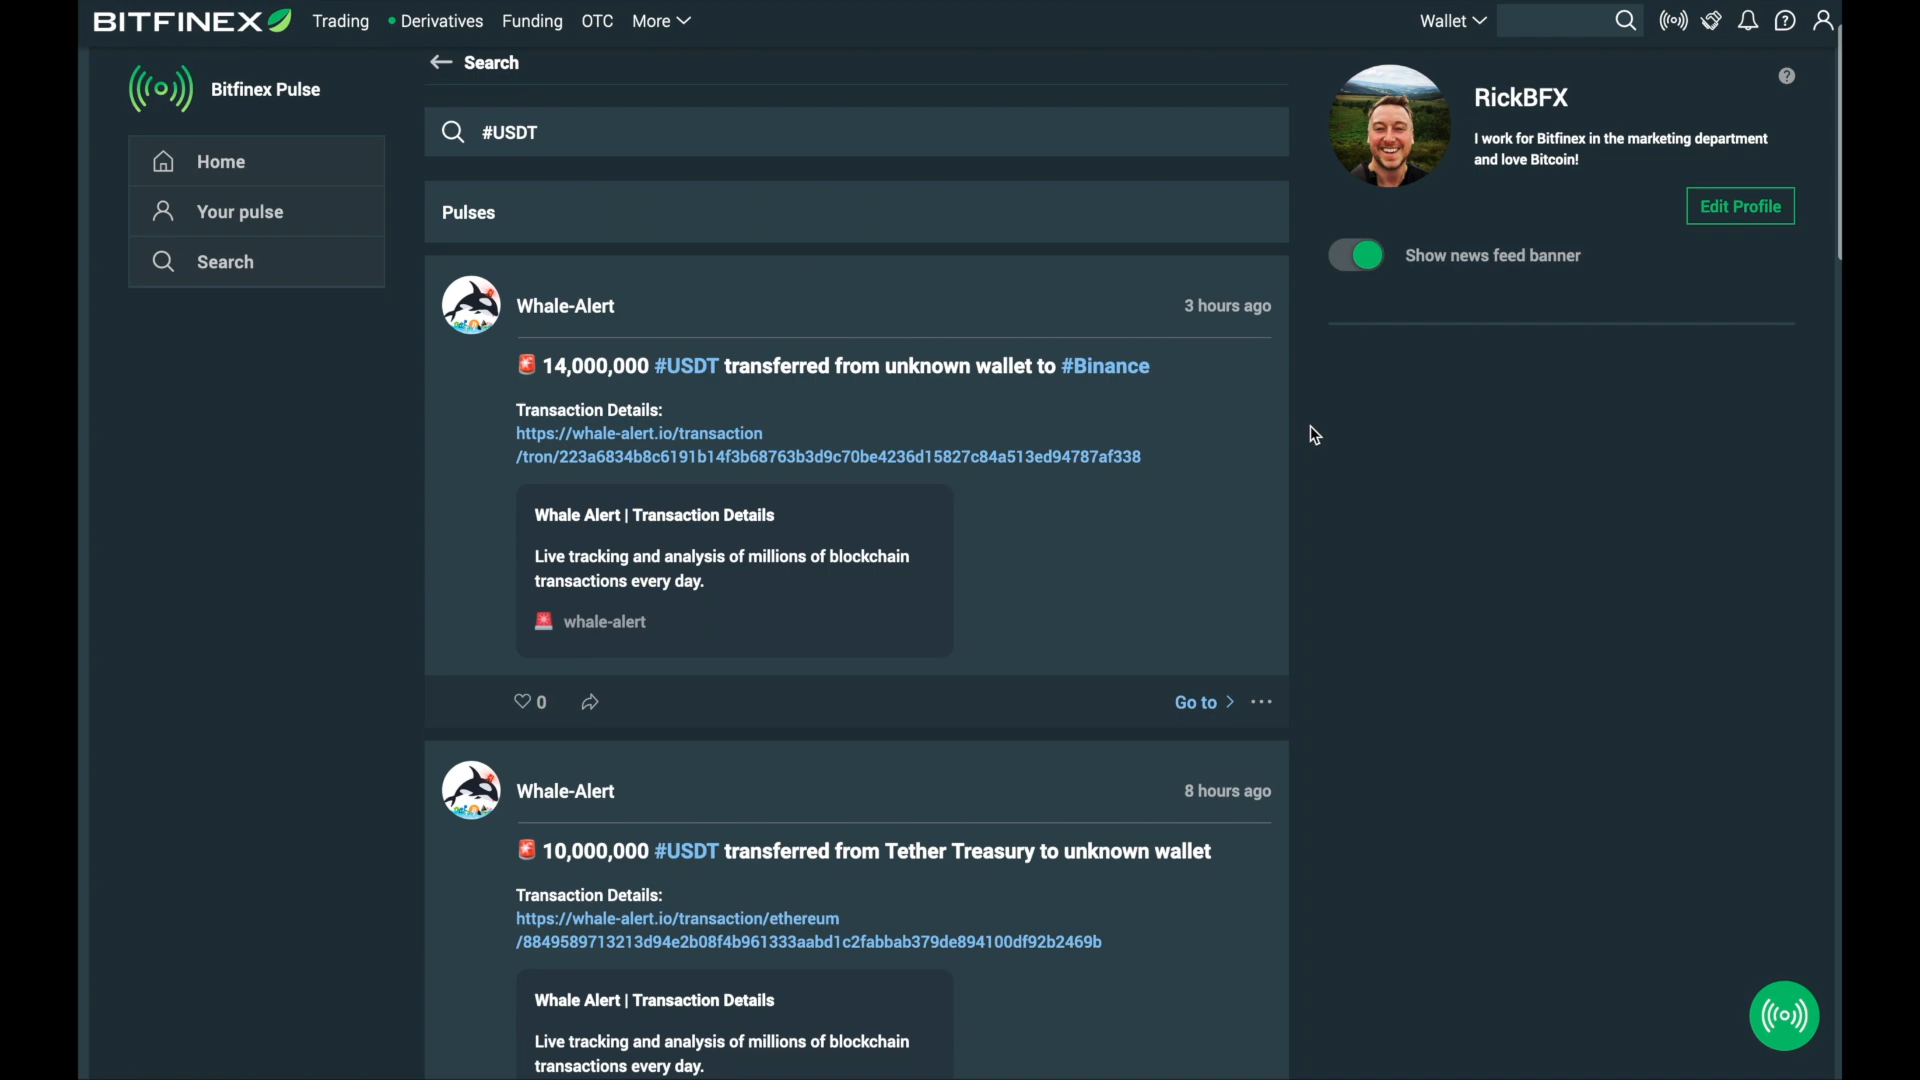 BITFINEX Trading Derivatives Funding OTC More Wallet
Bitfinex Pulse
Home
Your pulse
Search
Search
#USDT
Pulses
Whale-Alert 3 hours ago
14,000,000 #USDT transferred from unknown wallet to #Binance
Transaction Details:
https://whale-alert.io/transaction
/tron/223a6834b8c6191b14f3b68763b3d9c70be4236d15827c84a513ed94787af338
Whale Alert | Transaction Details
Live tracking and analysis of millions of blockchain
transactions every day.
whale-alert
0 Go to
Whale-Alert 8 hours ago
10,000,000 #USDT transferred from Tether Treasury to unknown wallet
Transaction Details:
https://whale-alert.io/transaction/ethereum
/8849589713213d94e2b08f4b961333aabd1c2fabbab379de894100df92b2469b
Whale Alert | Transaction Details
Live tracking and analysis of millions of blockchain
transactions every day.
RickBFX
I work for Bitfinex in the marketing department
and love Bitcoin!
Edit Profile
Show news feed banner